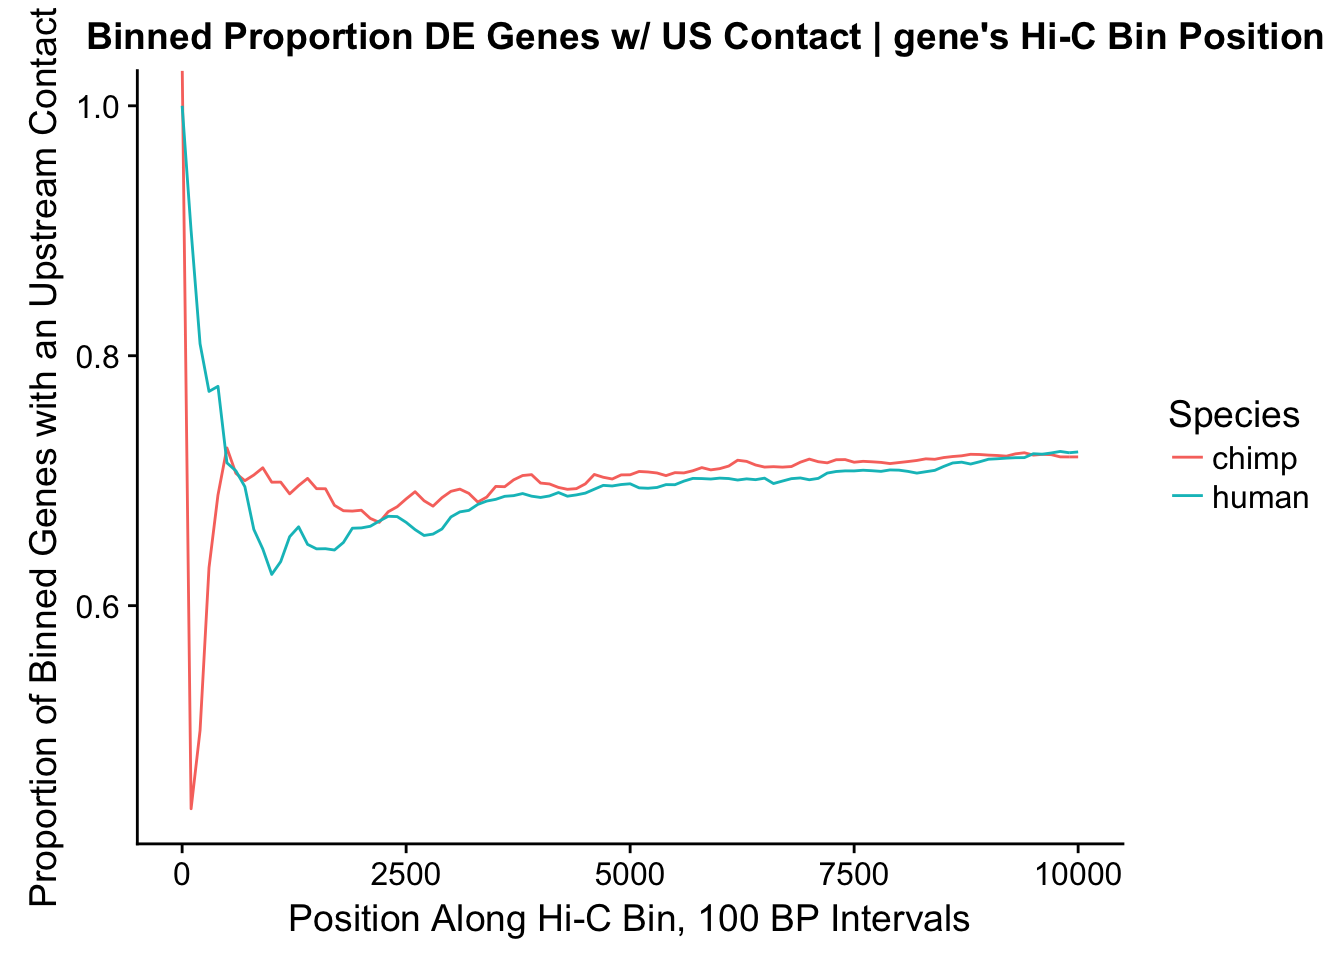 Binned Proportion DE Genes w/ US Contact | gene's Hi-C Bin Position
Proportion of Binned Genes with an Upstream Contact
1.0
0.8
0.6
0
2500
5000
7500
10000
Position Along Hi-C Bin, 100 BP Intervals
Species
chimp
human